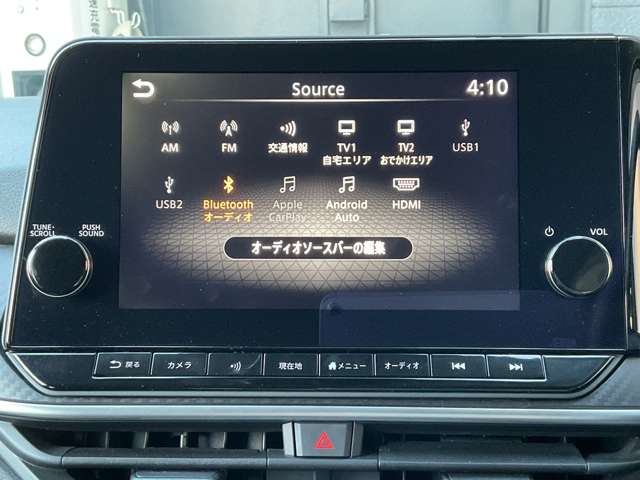 Source
4:10
AM
FM
交通情報
TV1
自宅エリア
TV2
おでかけエリア
USB1
USB2
Bluetooth
オーディオ
Apple
CarPlay
Android
Auto
HDMI
オーディオソースバーの編集
TUNE・
SCROLL
PUSH
SOUND
VOL
戻る
カメラ
現在地
メニュー
オーディオ